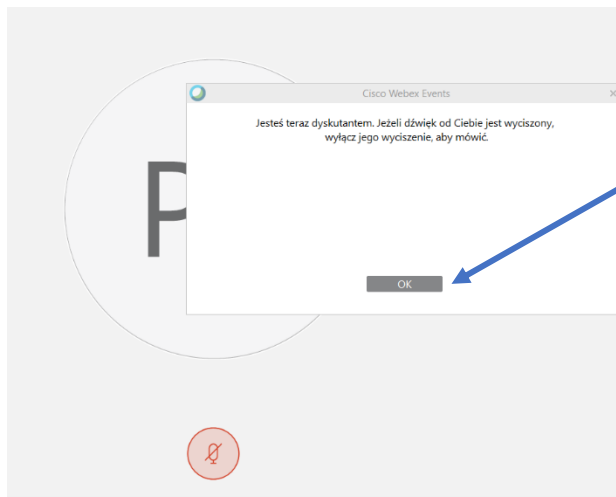 Cisco Webex Events
Jesteś teraz dyskutantem. Jeżeli dźwięk od Ciebie jest wyciszony,
wyłącz jego wyciszenie, aby mówić.
P
OK